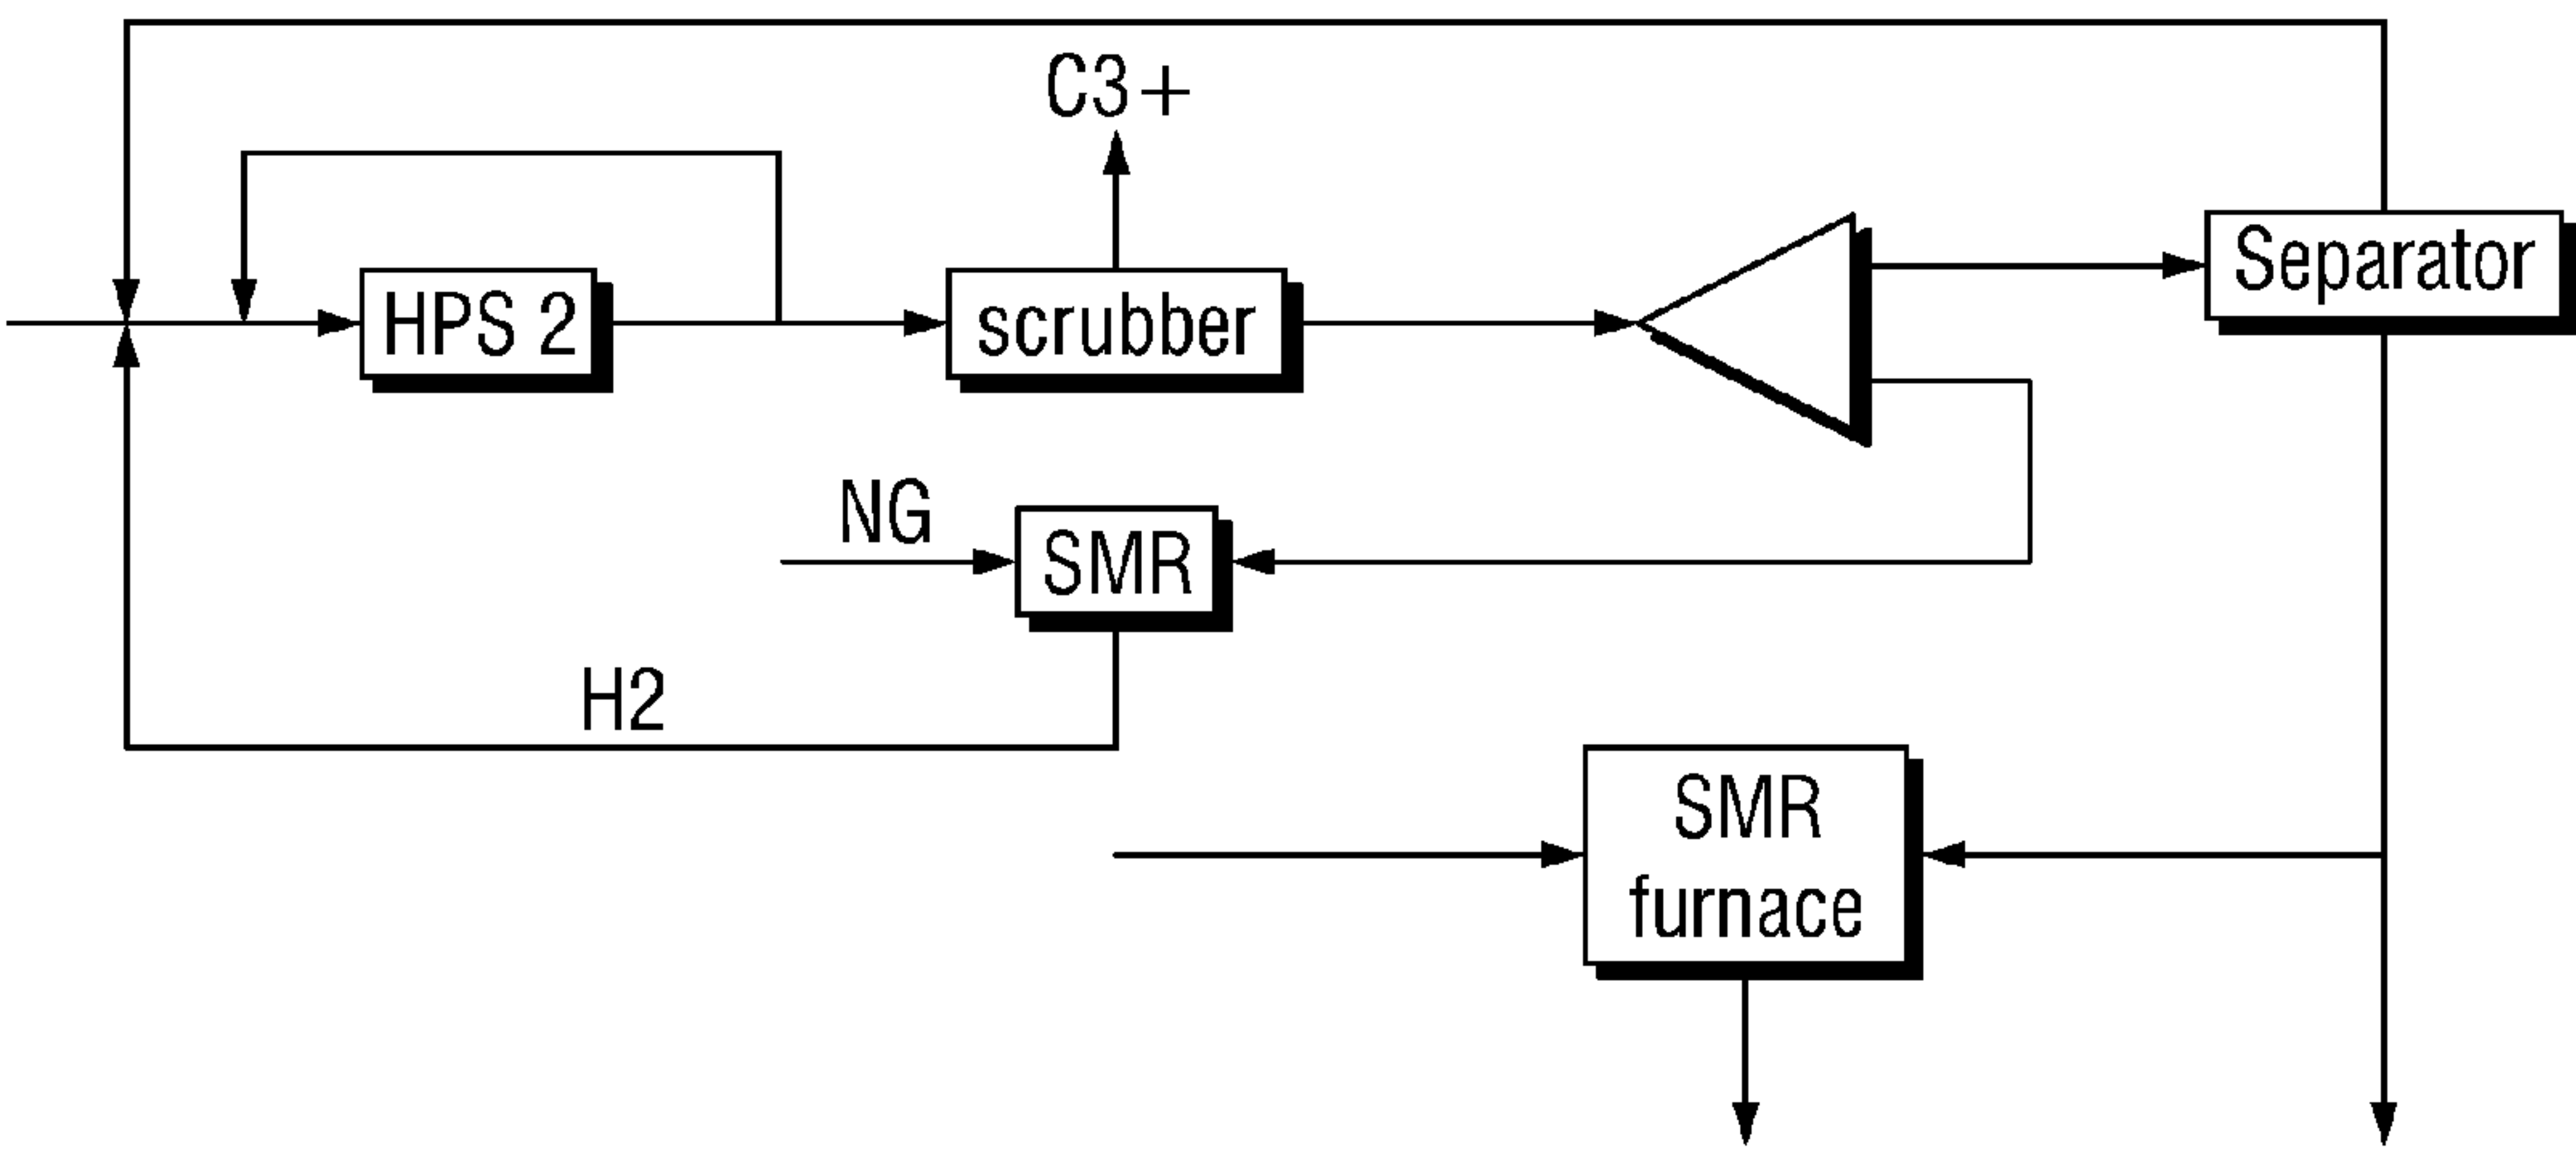 C3+
HPS 2
scrubber
Separator
NG
SMR
H2
SMR
furnace